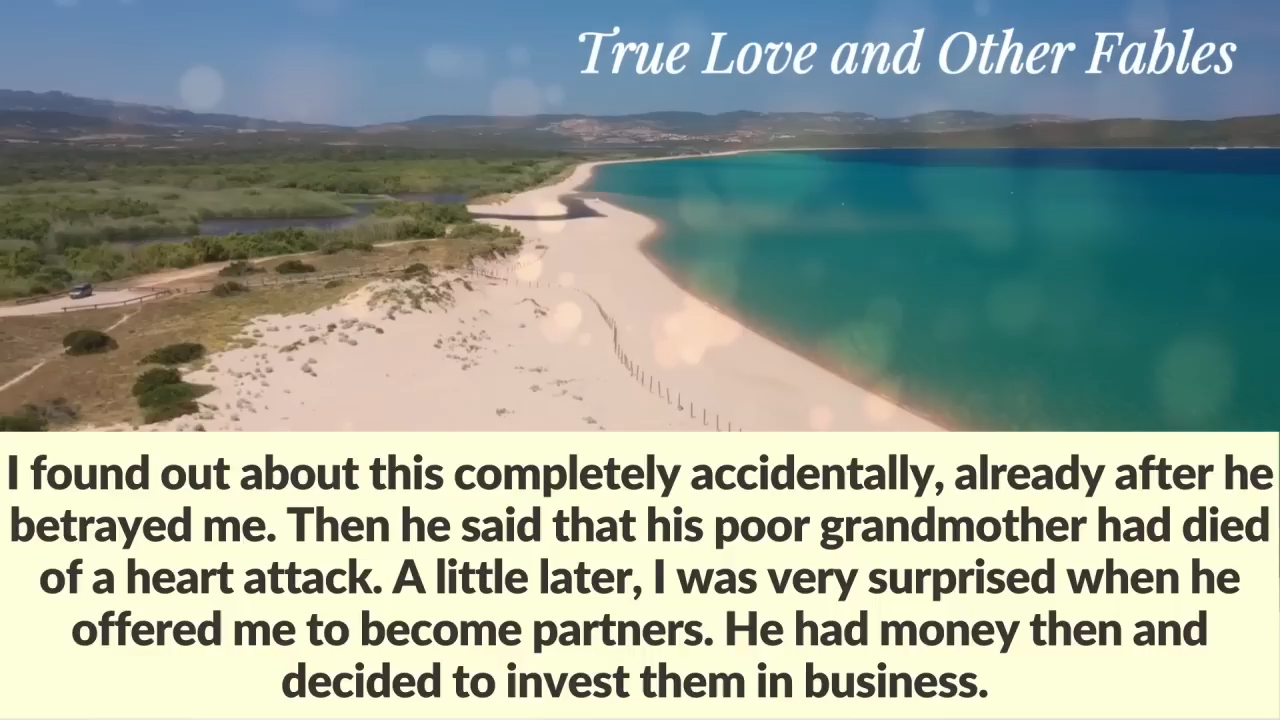 True Love and Other Fables
I found out about this completely accidentally, already after he
betrayed me. Then he said that his poor grandmother had died
of a heart attack. A little later, I was very surprised when he
offered me to become partners. He had money then and
decided to invest them in business.